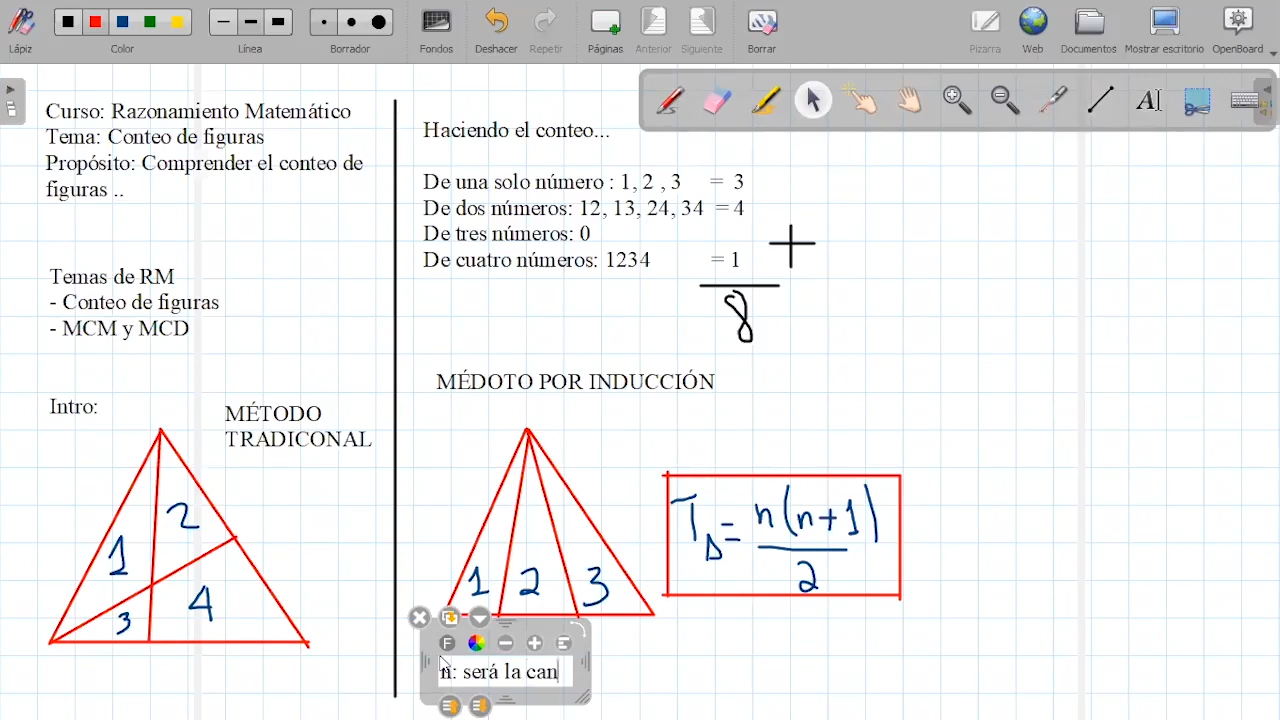 Lápiz
Color
Línea
Borrador
Fondos
Deshacer
Repetir
Páginas
Anterior
Siguiente
Borrar
Pizarra
Web
Documentos
Mostrar escritorio
OpenBoard
Curso: Razonamiento Matemático
Tema: Conteo de figuras
Propósito: Comprender el conteo de
figuras ..
Temas de RM
- Conteo de figuras
- MCM y MCD
Intro:
MÉTODO
TRADICONAL
1
2
3
4
Haciendo el conteo...
De una solo número : 1, 2 , 3 = 3
De dos números: 12, 13, 24, 34 = 4
De tres números: 0
De cuatro números: 1234 = 1
+
8
MÉDOTO POR INDUCCIÓN
1 2 3
T△ = n(n+1)
2
F
n: será la can